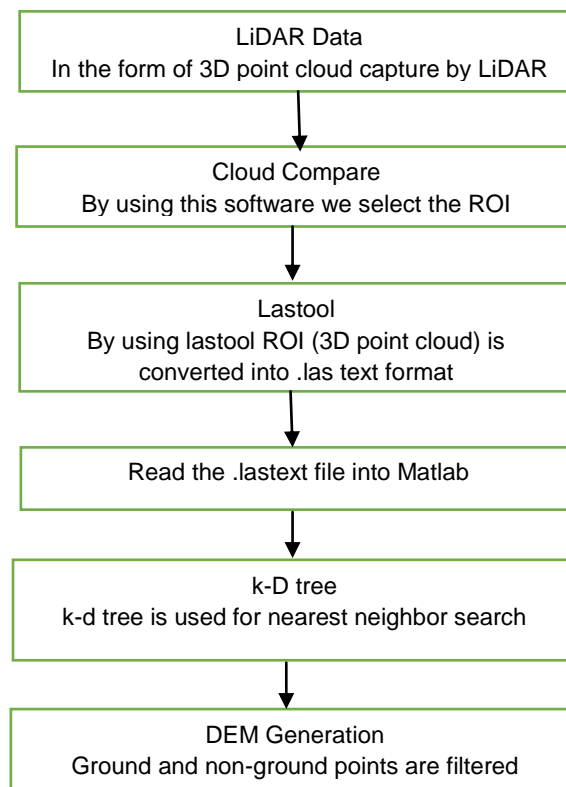 LiDAR Data
In the form of 3D point cloud capture by LiDAR
Cloud Compare
By using this software we select the ROI
Lastool
By using lastool ROI (3D point cloud) is
converted into .las text format
Read the .lastext file into Matlab
k-D tree
k-d tree is used for nearest neighbor search
DEM Generation
Ground and non-ground points are filtered